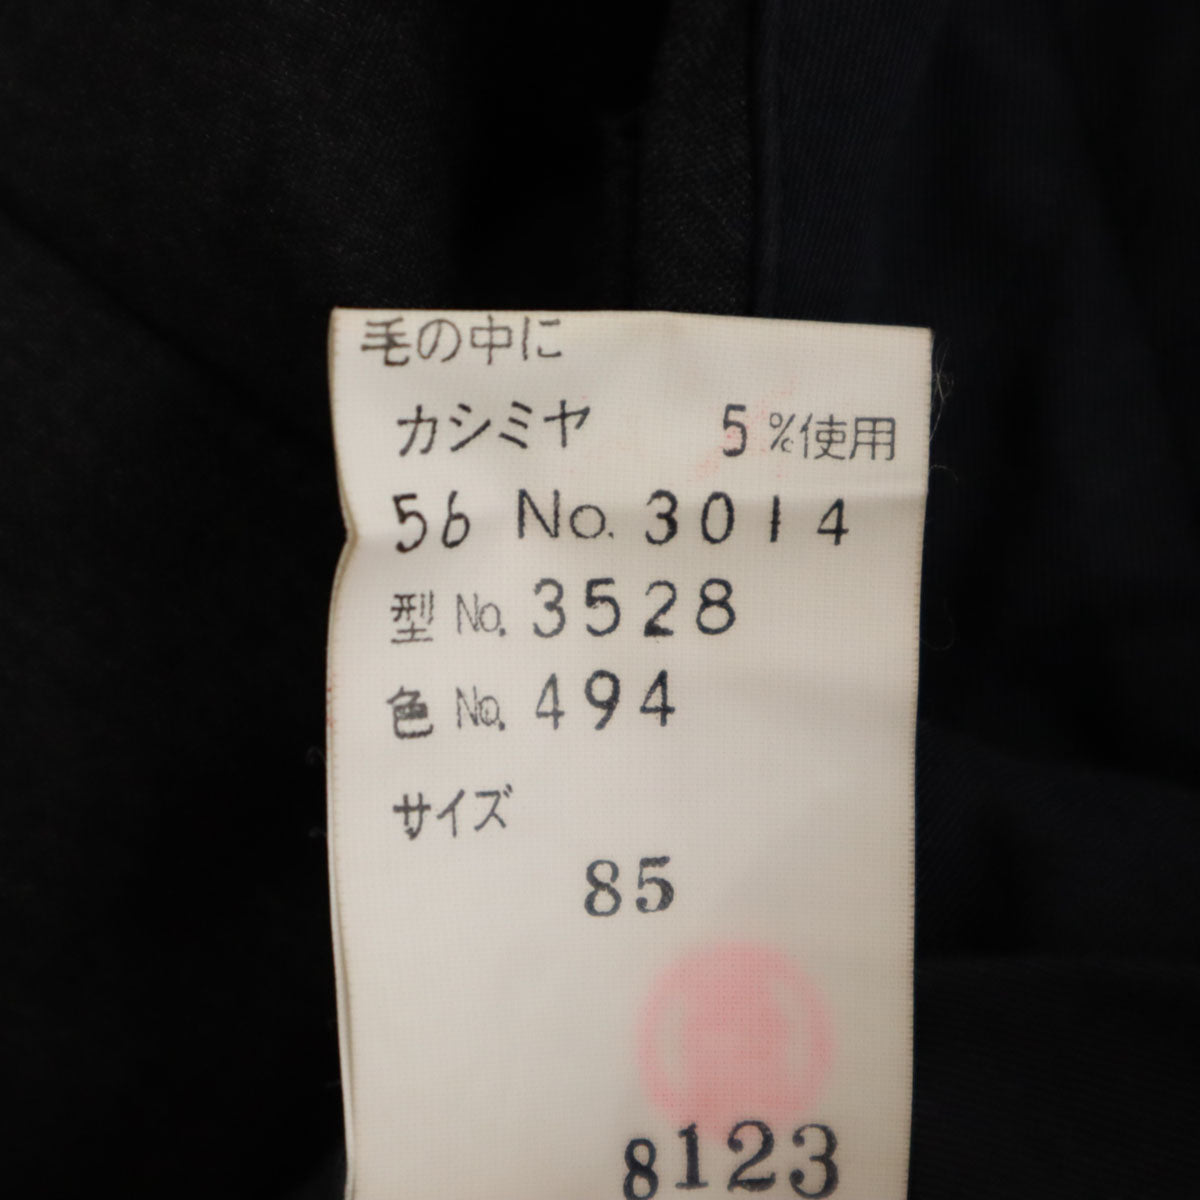 毛の中に
カシミヤ 5%使用
56 No. 3014
型 No. 3528
色 No. 494
サイズ
85
8123